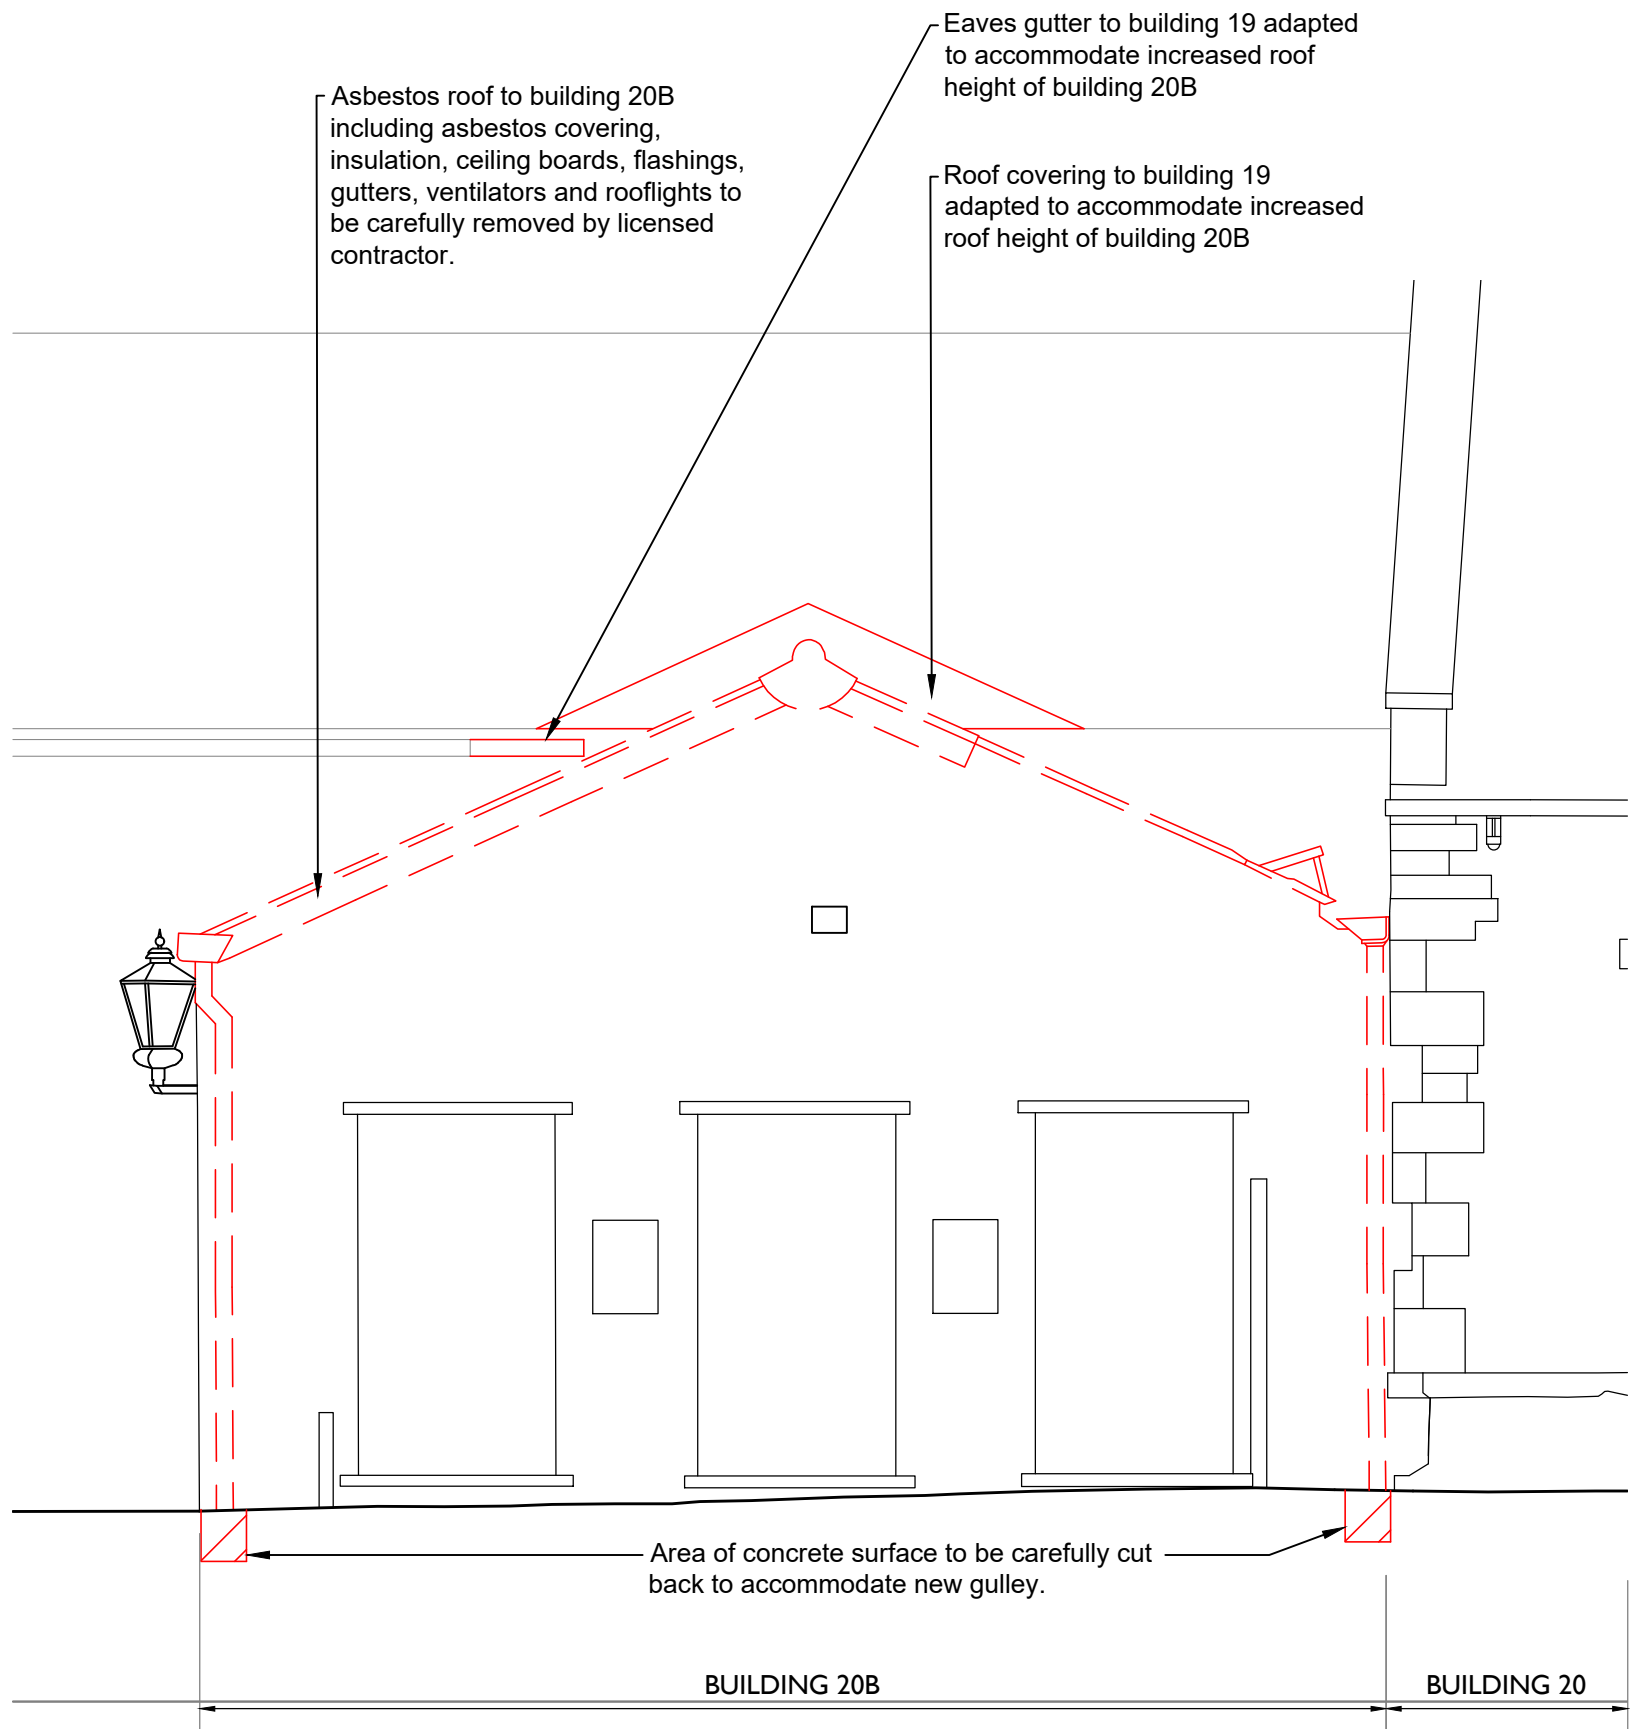 Eaves gutter to building 19 adapted
to accommodate increased roof
height of building 20B
Asbestos roof to building 20B
including asbestos covering,
insulation, ceiling boards, flashings,
gutters, ventilators and rooflights to
be carefully removed by licensed
contractor.
Roof covering to building 19
adapted to accommodate increased
roof height of building 20B
Area of concrete surface to be carefully cut
back to accommodate new gulley.
BUILDING 20B
BUILDING 20